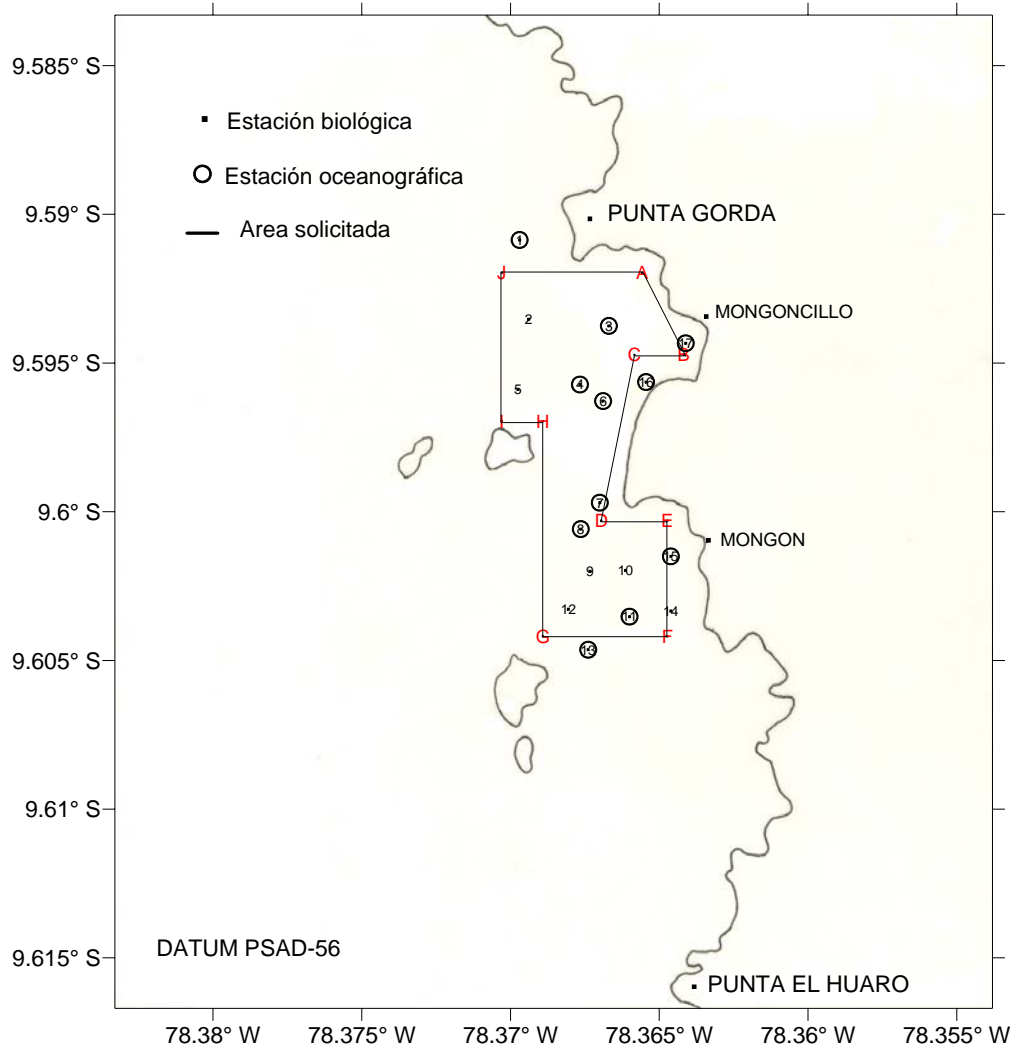 9.585° S
Estación biológica
Estación oceanográfica
9.59° S
PUNTA GORDA
1
Area solicitada
J
A
2
3
MONGONCILLO
17
9.595° S
C
B
4
16
5
6
I
H
7
9.6° S
D
E
8
MONGON
15
9
10
12
11
14
G
F
13
9.605° S
9.61° S
DATUM PSAD-56
9.615° S
PUNTA EL HUARO
78.38° W
78.375° W
78.37° W
78.365° W
78.36° W
78.355° W